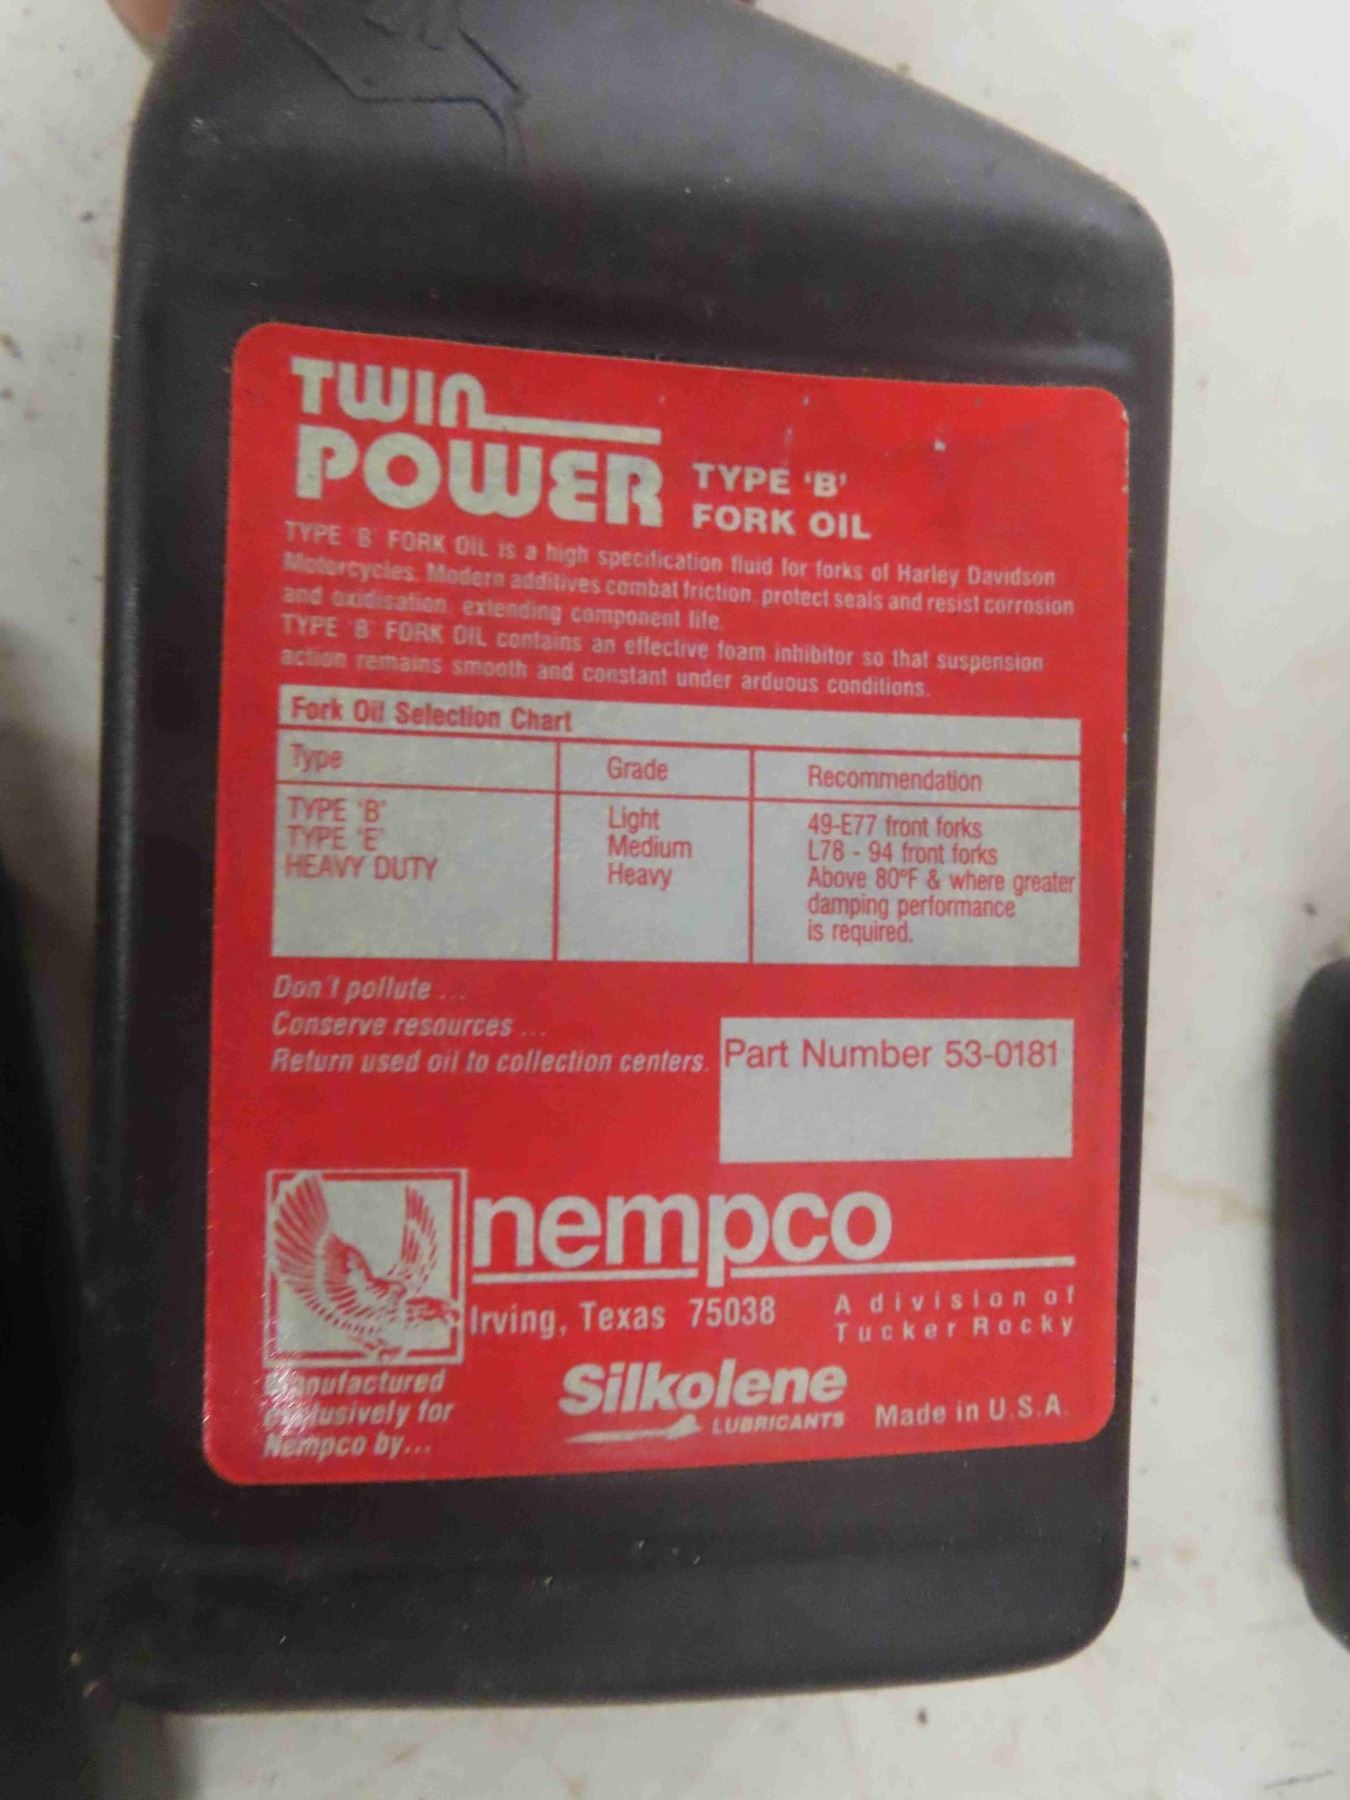 TWIN
POWER
TYPE 'B'
FORK OIL
TYPE 'B' FORK OIL is a high specification fluid for forks of Harley Davidson
Motorcycles. Modern additives combat friction, protect seals and resist corrosion
and oxidisation, extending component life.
TYPE 'B' FORK OIL contains an effective foam inhibitor so that suspension
action remains smooth and constant under arduous conditions.
Fork Oil Selection Chart
Type Grade Recommendation
TYPE 'B' Light 49-E77 front forks
TYPE 'E' Medium L78 - 94 front forks
HEAVY DUTY Heavy Above 80°F & where greater
damping performance
is required.
Don't pollute ...
Conserve resources ...
Return used oil to collection centers.
Part Number 53-0181
nempco
Irving, Texas 75038
A division of
Tucker Rocky
Manufactured
exclusively for
Nempco by...
Silkolene
LUBRICANTS
Made in U.S.A.